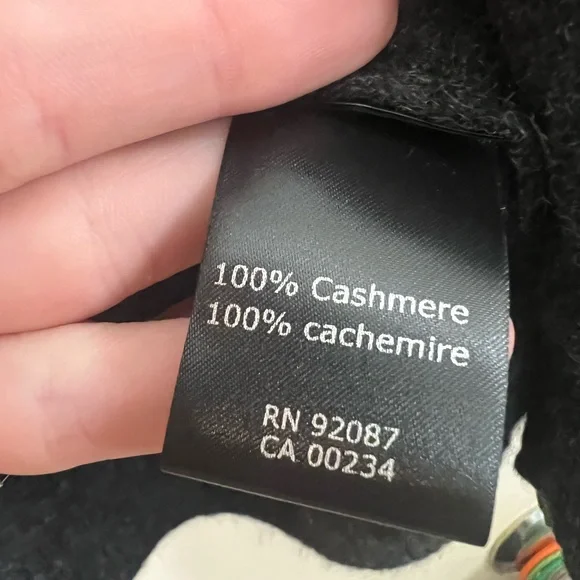 100% Cashmere
100% cachemire
RN 92087
CA 00234